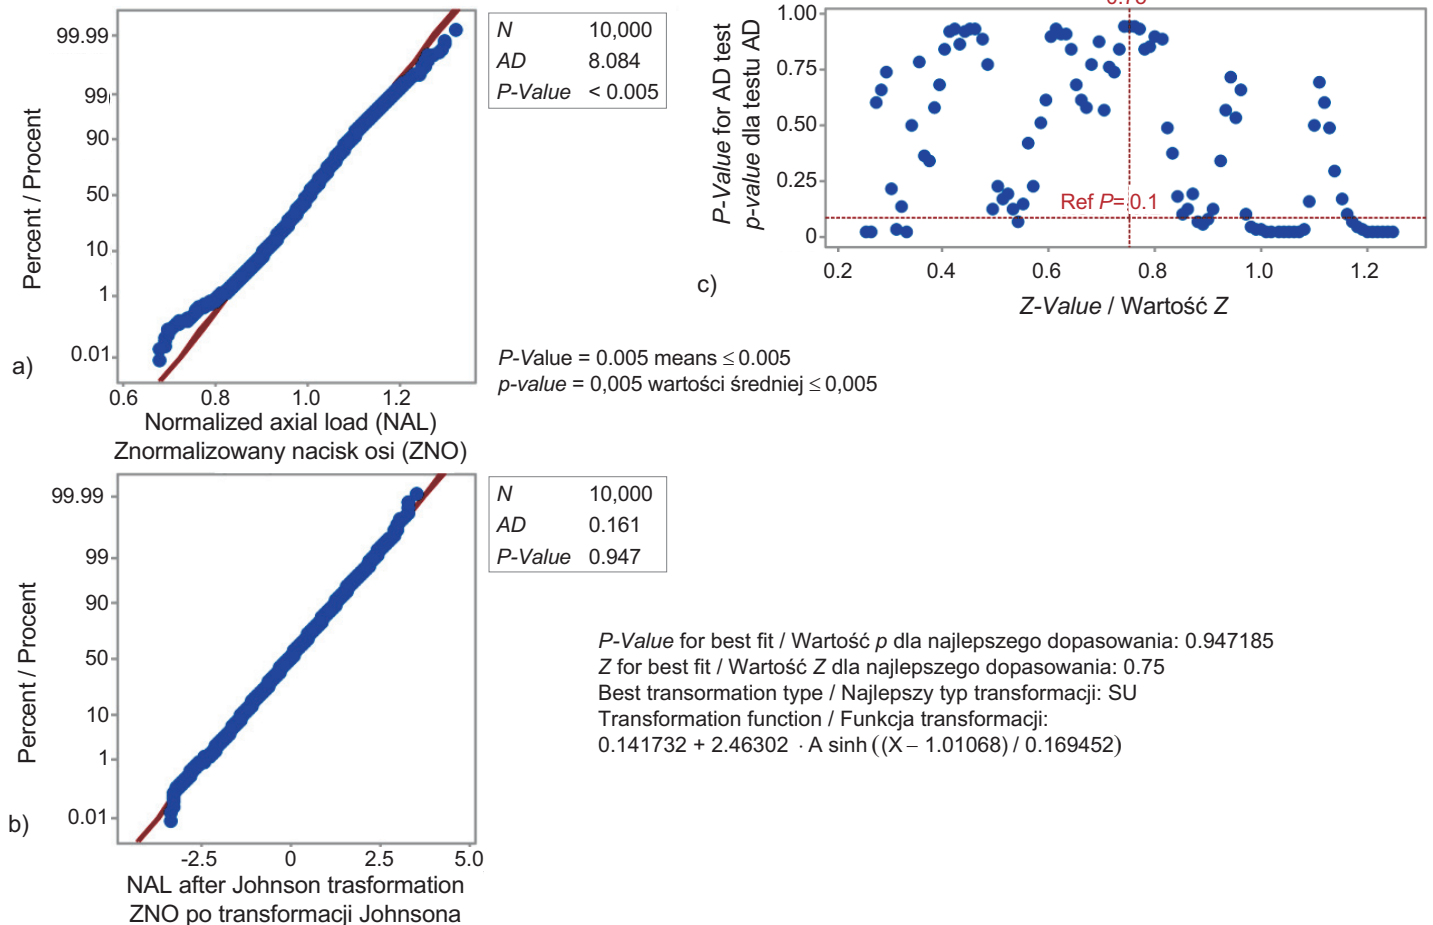 99.99
99
90
50
10
1
0.01
Percent / Procent
0.6
0.8
1.0
1.2
Normalized axial load (NAL)
Znormalizowany nacisk osi (ZNO)
a)
N 10,000
AD 8.084
P-Value < 0.005
P-Value = 0.005 means ≤ 0.005
p-value = 0,005 wartości średniej ≤ 0,005
1.00
0.75
0.50
0.25
0
P-Value for AD test
p-value dla testu AD
Ref P= 0.1
0.2
0.4
0.6
0.8
1.0
1.2
Z-Value / Wartość Z
c)
99.99
99
90
50
10
1
0.01
Percent / Procent
-2.5
0
2.5
5.0
NAL after Johnson trasformation
ZNO po transformacji Johnsona
b)
N 10,000
AD 0.161
P-Value 0.947
P-Value for best fit / Wartość p dla najlepszego dopasowania: 0.947185
Z for best fit / Wartość Z dla najlepszego dopasowania: 0.75
Best transormation type / Najlepszy typ transformacji: SU
Transformation function / Funkcja transformacji:
0.141732 + 2.46302 · A sinh ((X – 1.01068) / 0.169452)